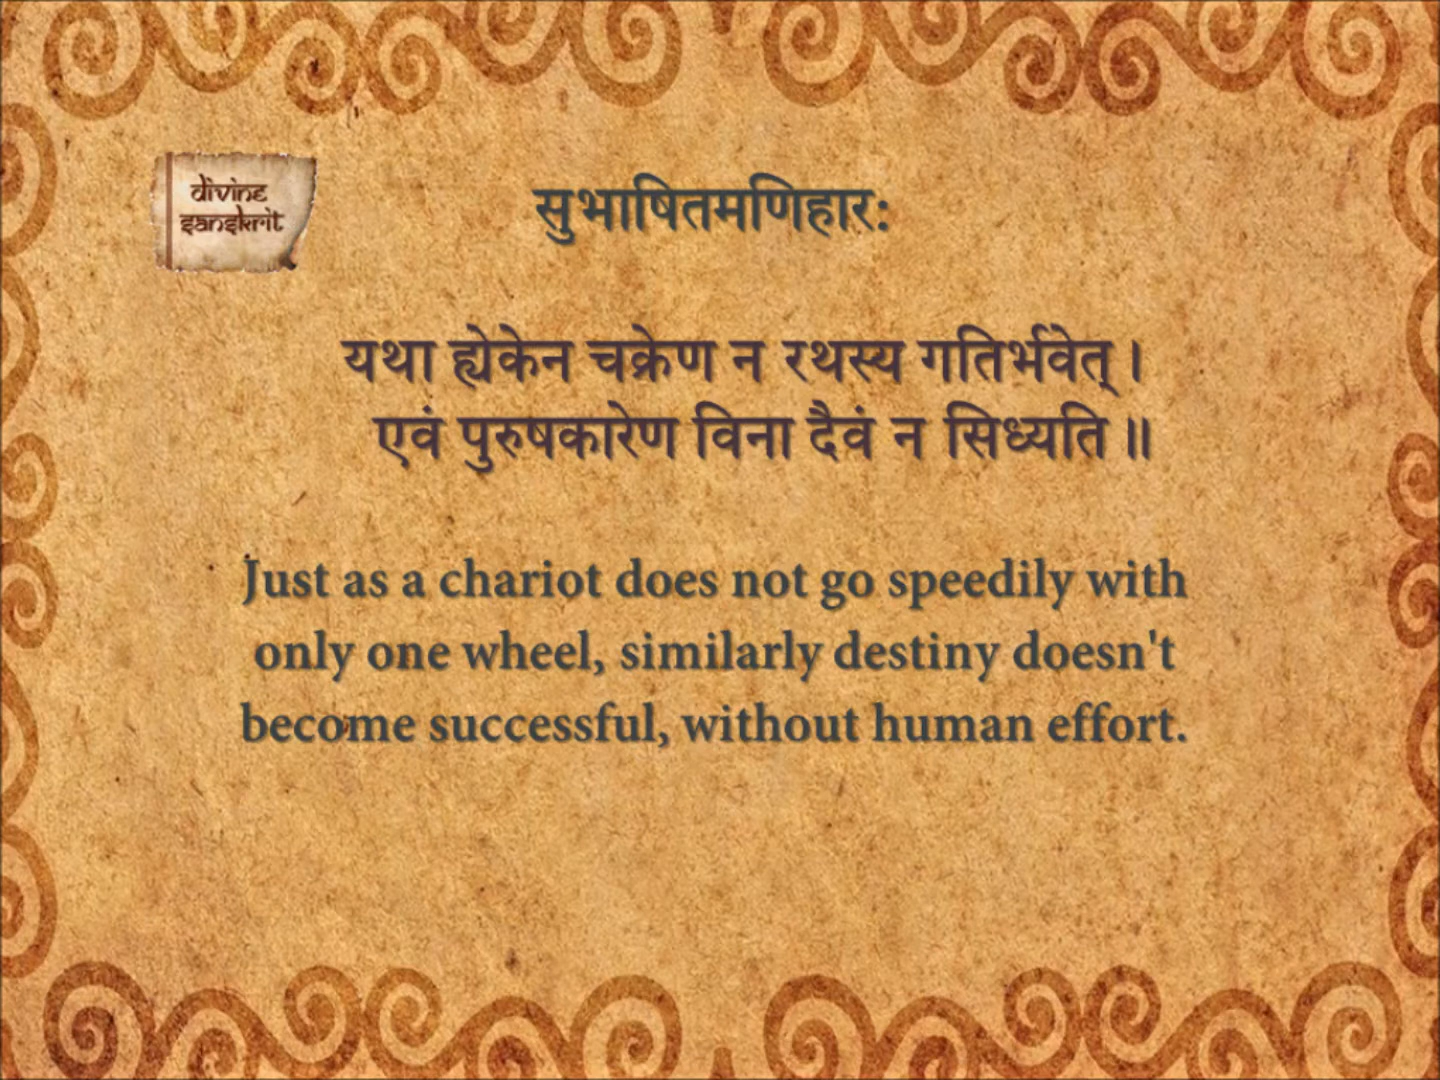 divine
sanskrit
सुभाषितमणिहार:
यथा ह्येकेन चक्रेण न रथस्य गतिर्भवेत् ।
एवं पुरुषकारेण विना दैवं न सिध्यति ॥
Just as a chariot does not go speedily with
only one wheel, similarly destiny doesn't
become successful, without human effort.